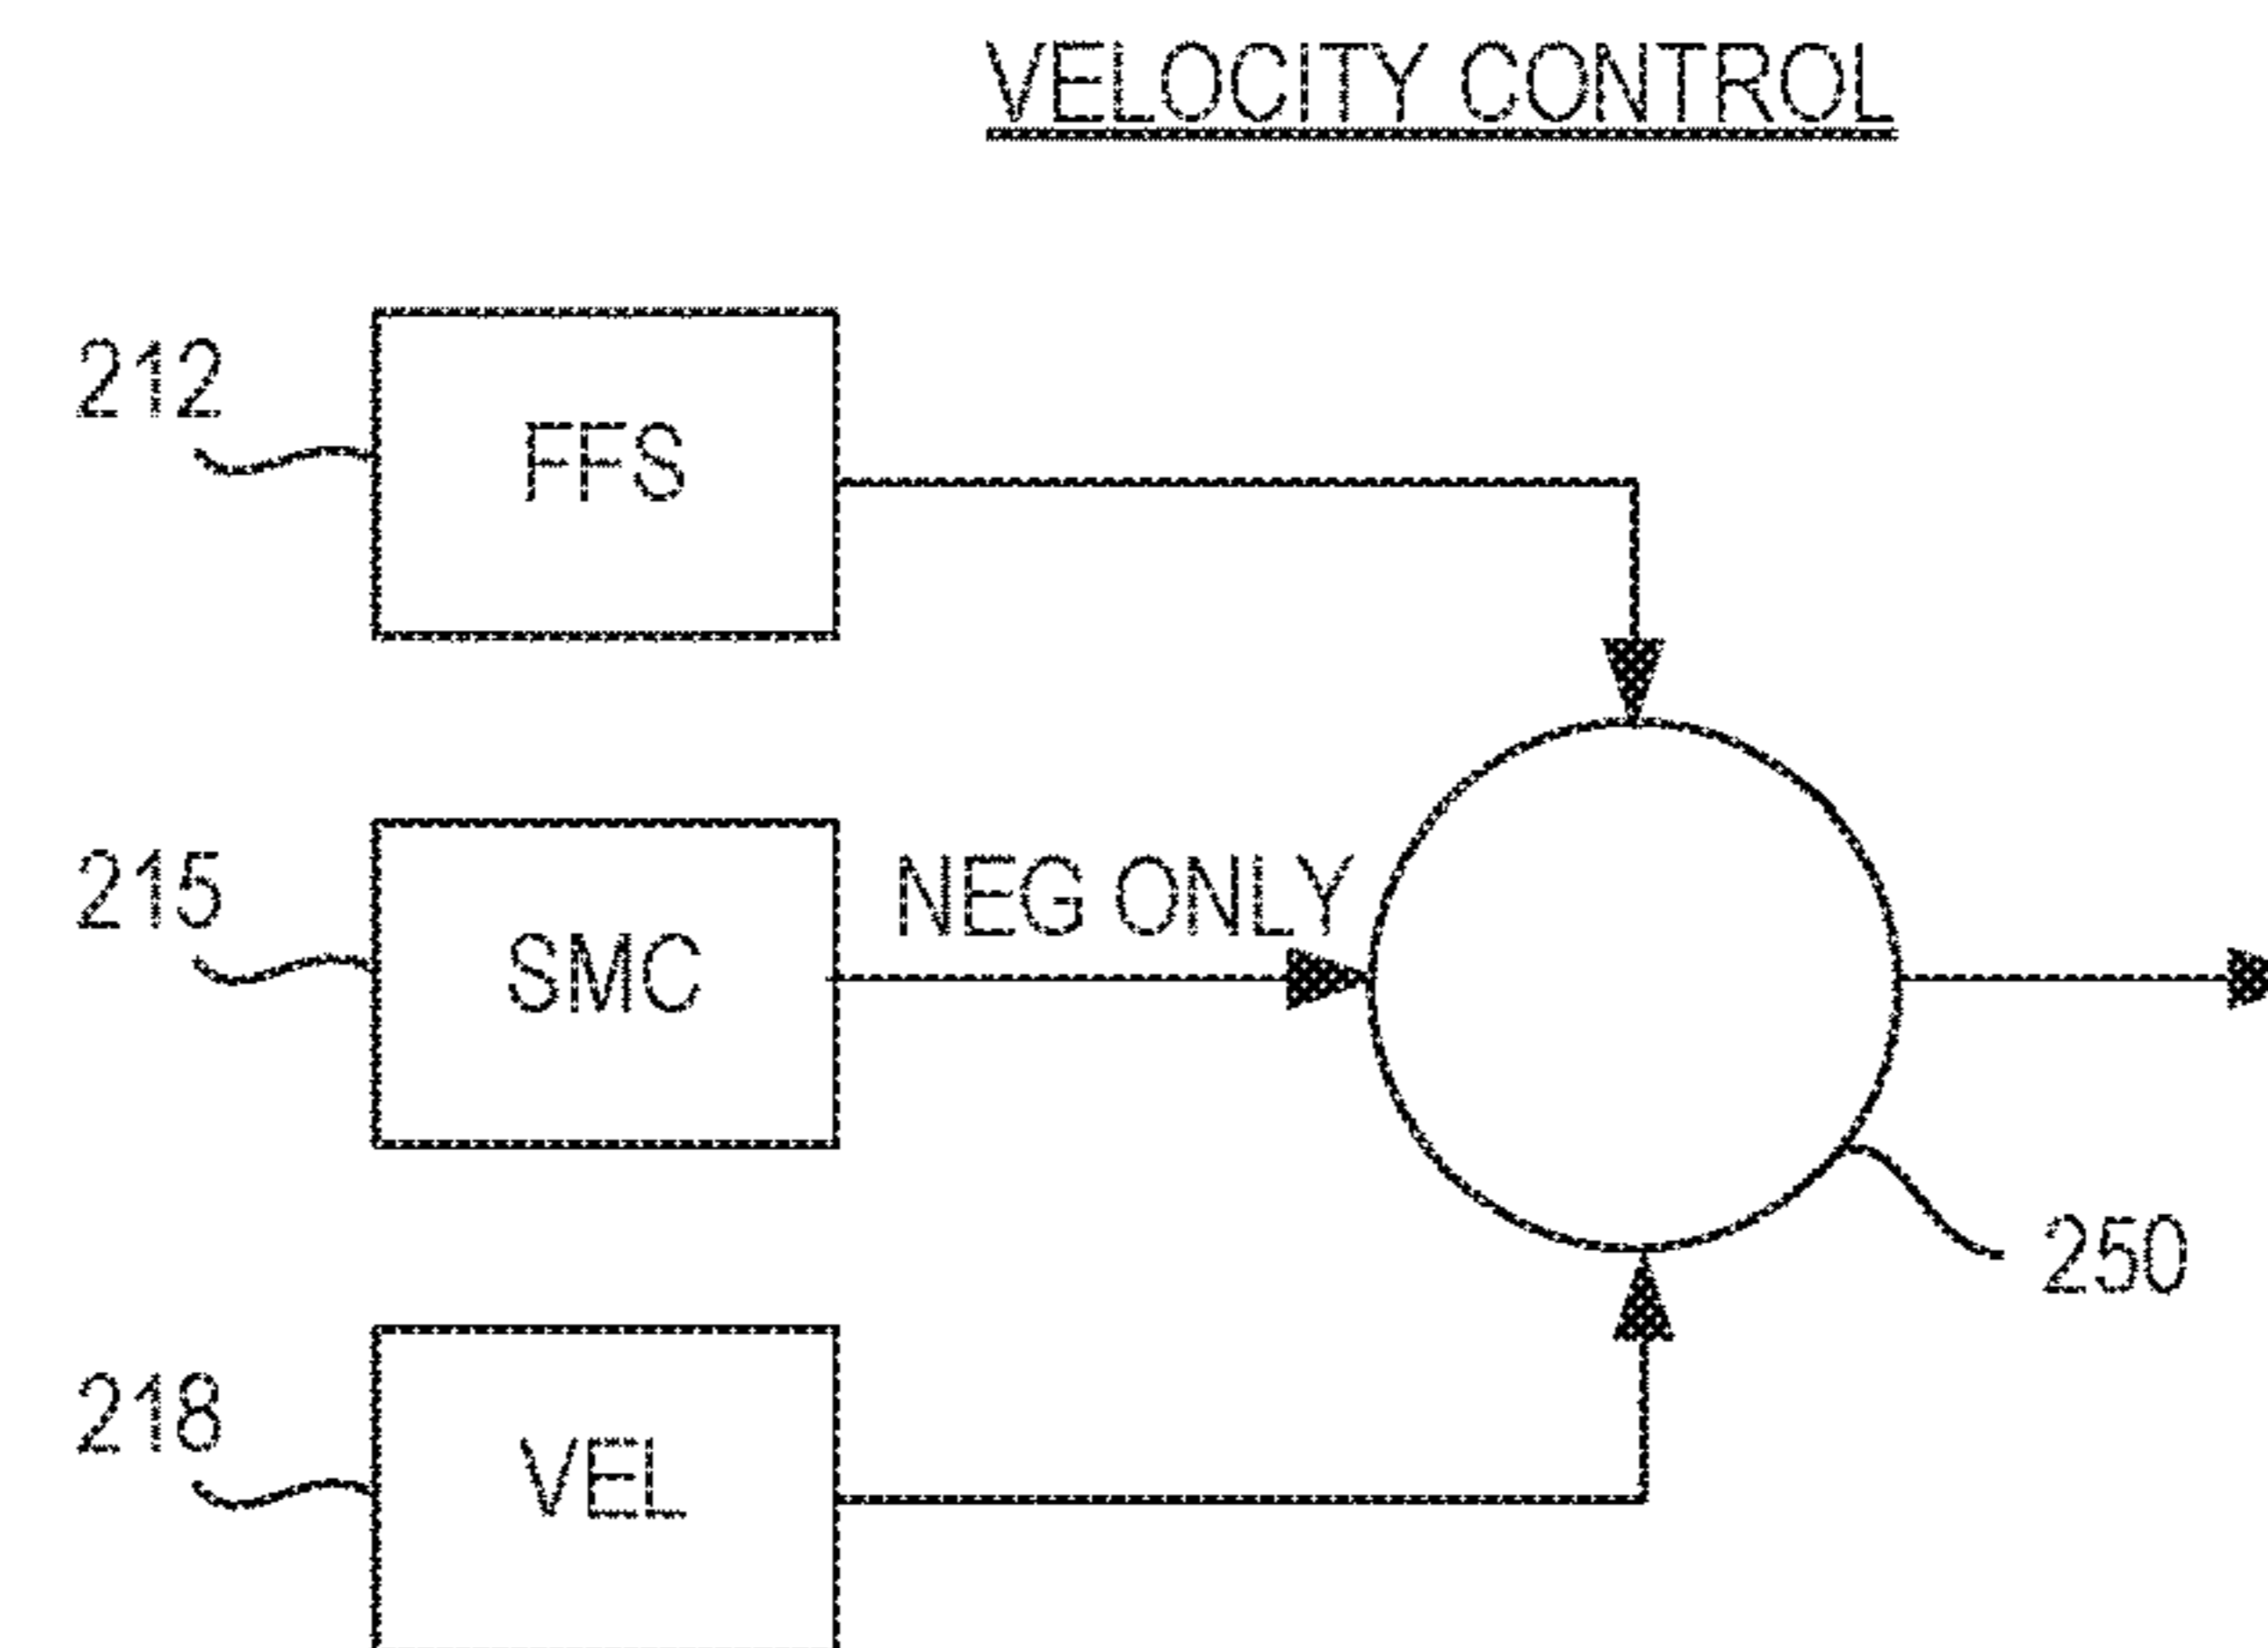 VELOCITY CONTROL
212
FFS
215
SMC
NEG ONLY
250
218
VEL